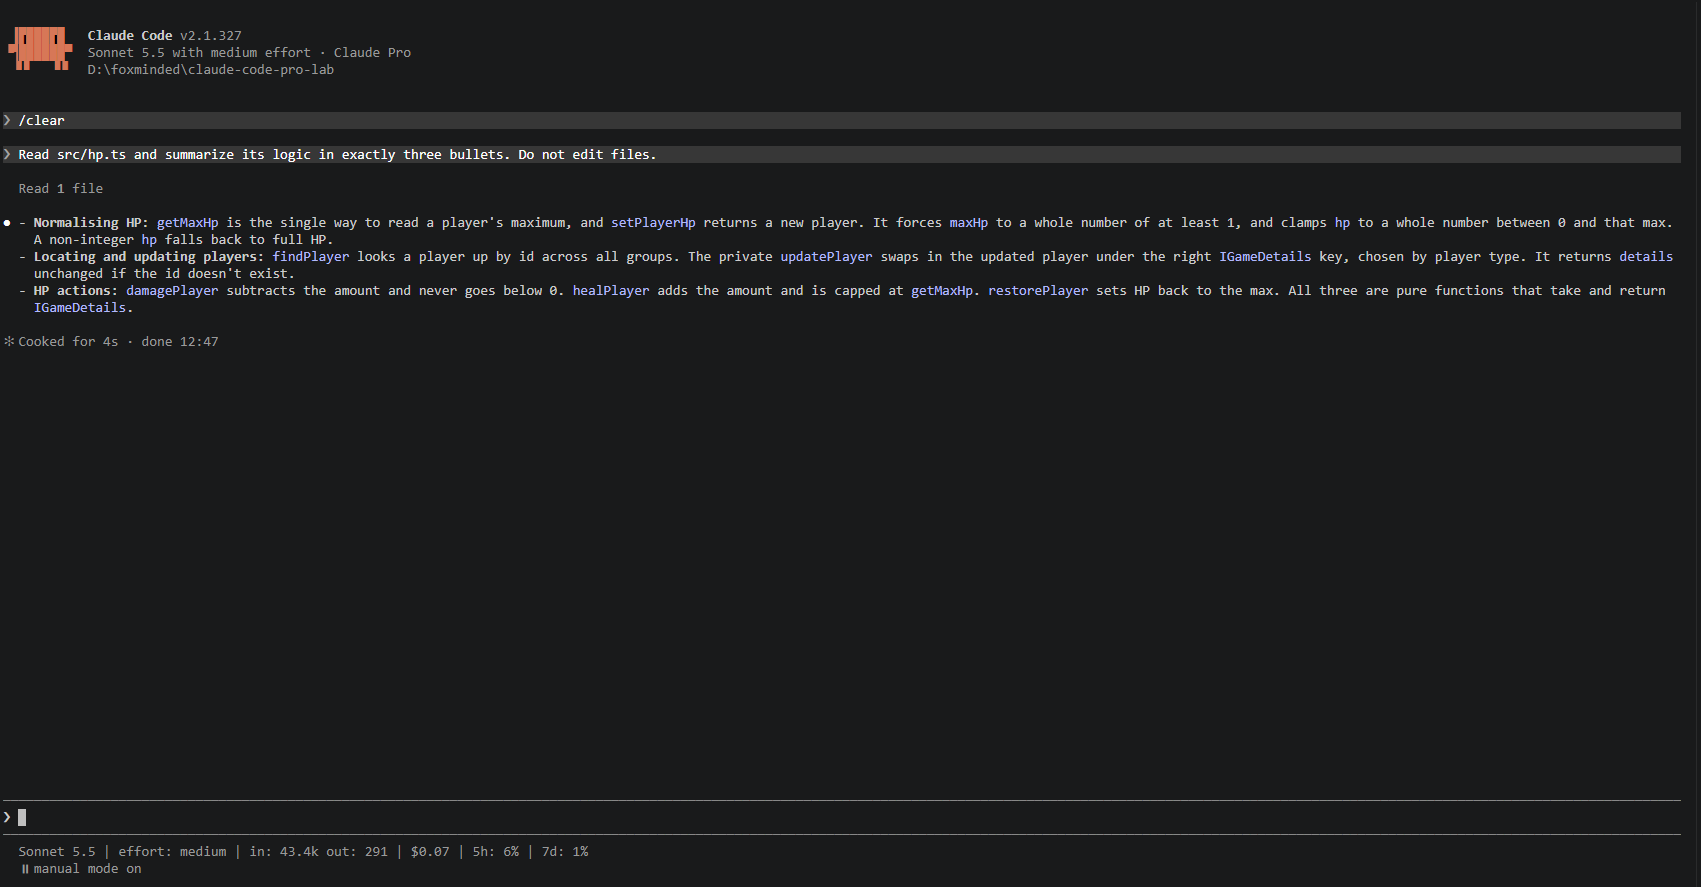 Claude Code v2.1.327
Sonnet 5.5 with medium effort · Claude Pro
D:\foxminded\claude-code-pro-lab
❯ /clear
❯ Read src/hp.ts and summarize its logic in exactly three bullets. Do not edit files.
Read 1 file
● - Normalising HP: getMaxHp is the single way to read a player's maximum, and setPlayerHp returns a new player. It forces maxHp to a whole number of at least 1, and clamps hp to a whole number between 0 and that max.
A non-integer hp falls back to full HP.
- Locating and updating players: findPlayer looks a player up by id across all groups. The private updatePlayer swaps in the updated player under the right IGameDetails key, chosen by player type. It returns details
unchanged if the id doesn't exist.
- HP actions: damagePlayer subtracts the amount and never goes below 0. healPlayer adds the amount and is capped at getMaxHp. restorePlayer sets HP back to the max. All three are pure functions that take and return
IGameDetails.
✻ Cooked for 4s · done 12:47
❯
Sonnet 5.5 | effort: medium | in: 43.4k out: 291 | $0.07 | 5h: 6% | 7d: 1%
⏸ manual mode on